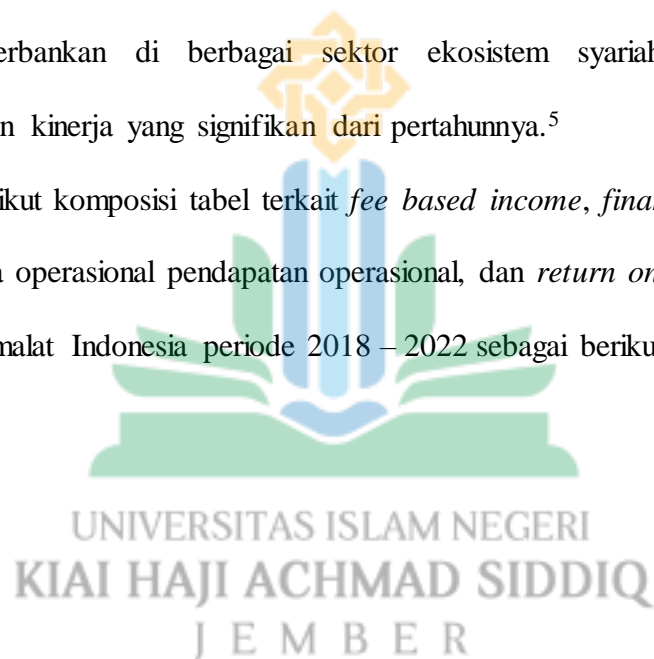 erbankan di berbagai sektor ekosistem syariah
n kinerja yang signifikan dari pertahunnya.5
ikut komposisi tabel terkait fee based income, finan
a operasional pendapatan operasional, dan return on
malat Indonesia periode 2018 – 2022 sebagai beriku
UNIVERSITAS ISLAM NEGERI
KIAI HAJI ACHMAD SIDDIQ
JEMBER